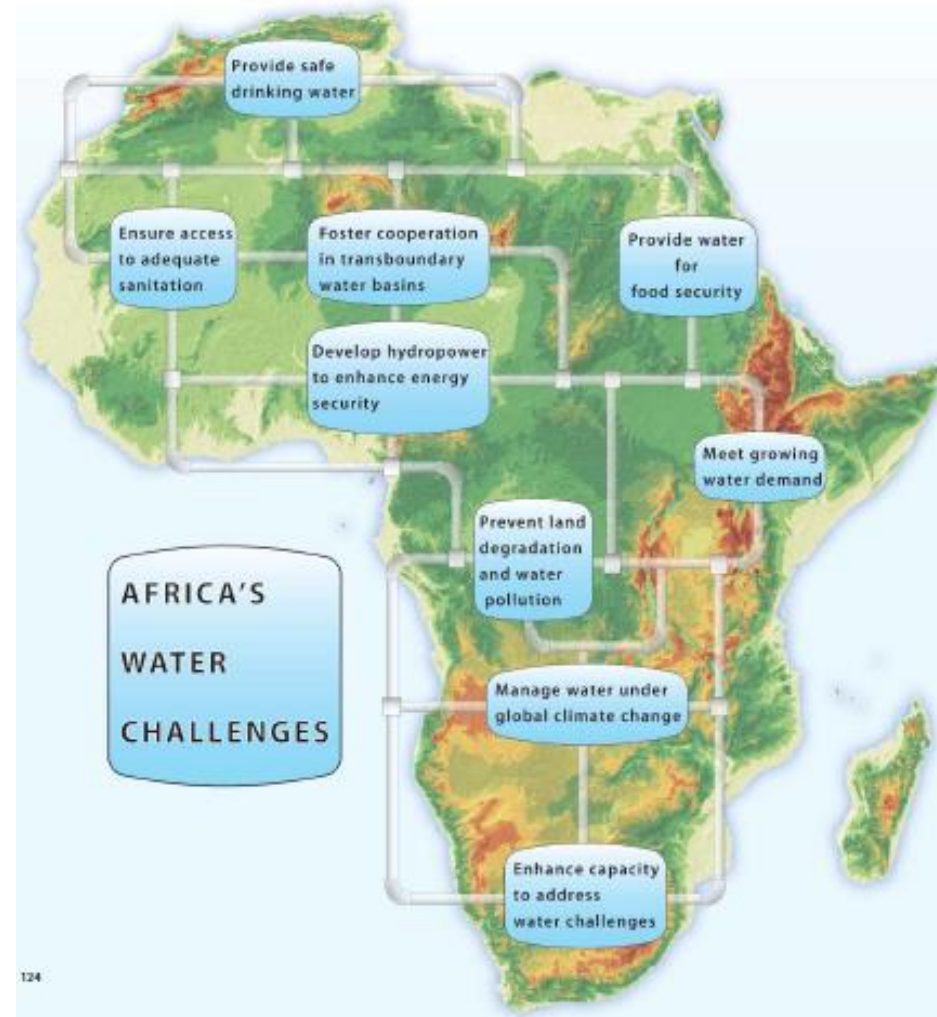 Provide safe
drinking water
Ensure access
to adequate
sanitation
Foster cooperation
in transboundary
water basins
Provide water
for
food security
Develop hydropower
to enhance energy
security
Meet growing
water demand
Prevent land
degradation
and water
pollution
AFRICA'S
WATER
CHALLENGES
Manage water under
global climate change
Enhance capacity
to address
water challenges
124